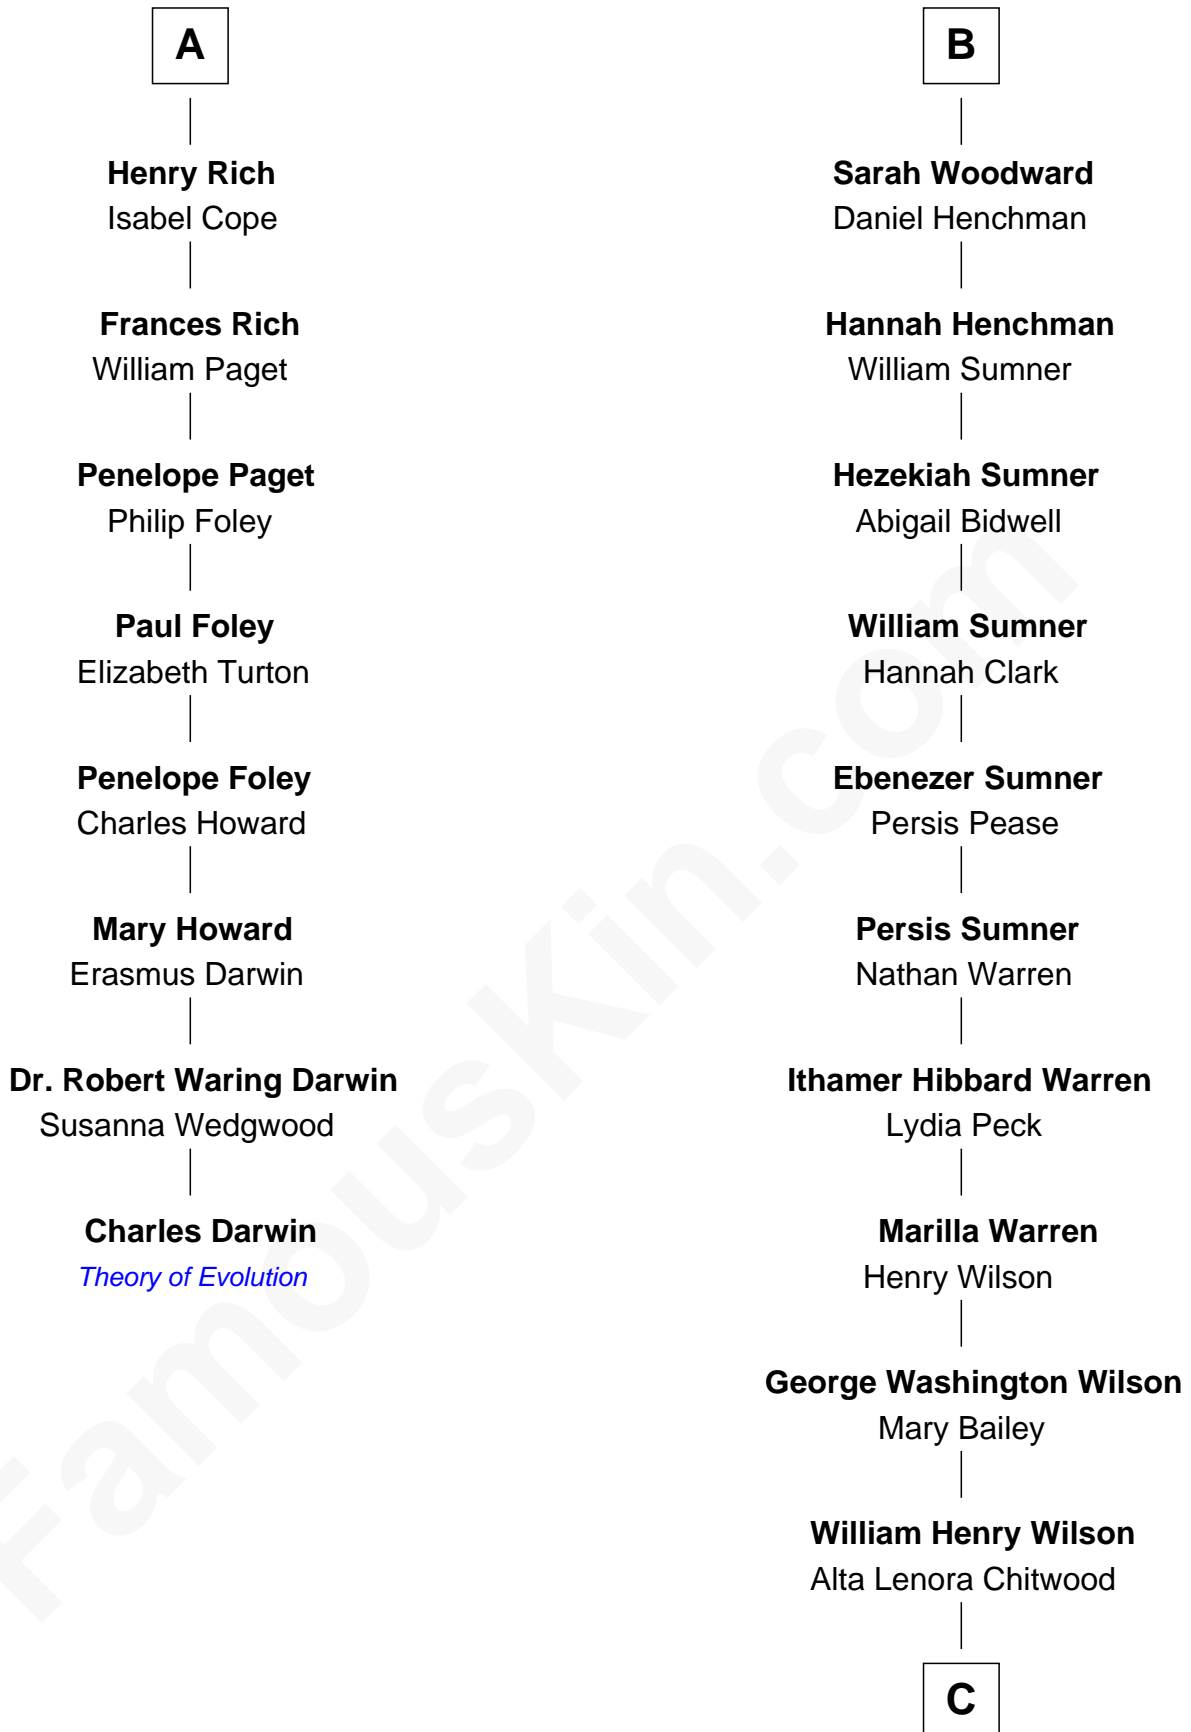 A
Henry Rich
Isabel Cope
Frances Rich
William Paget
Penelope Paget
Philip Foley
Paul Foley
Elizabeth Turton
Penelope Foley
Charles Howard
Mary Howard
Erasmus Darwin
Dr. Robert Waring Darwin
Susanna Wedgwood
Charles Darwin
Theory of Evolution
B
Sarah Woodward
Daniel Henchman
Hannah Henchman
William Sumner
Hezekiah Sumner
Abigail Bidwell
William Sumner
Hannah Clark
Ebenezer Sumner
Persis Pease
Persis Sumner
Nathan Warren
Ithamer Hibbard Warren
Lydia Peck
Marilla Warren
Henry Wilson
George Washington Wilson
Mary Bailey
William Henry Wilson
Alta Lenora Chitwood
C
FamousKin.com